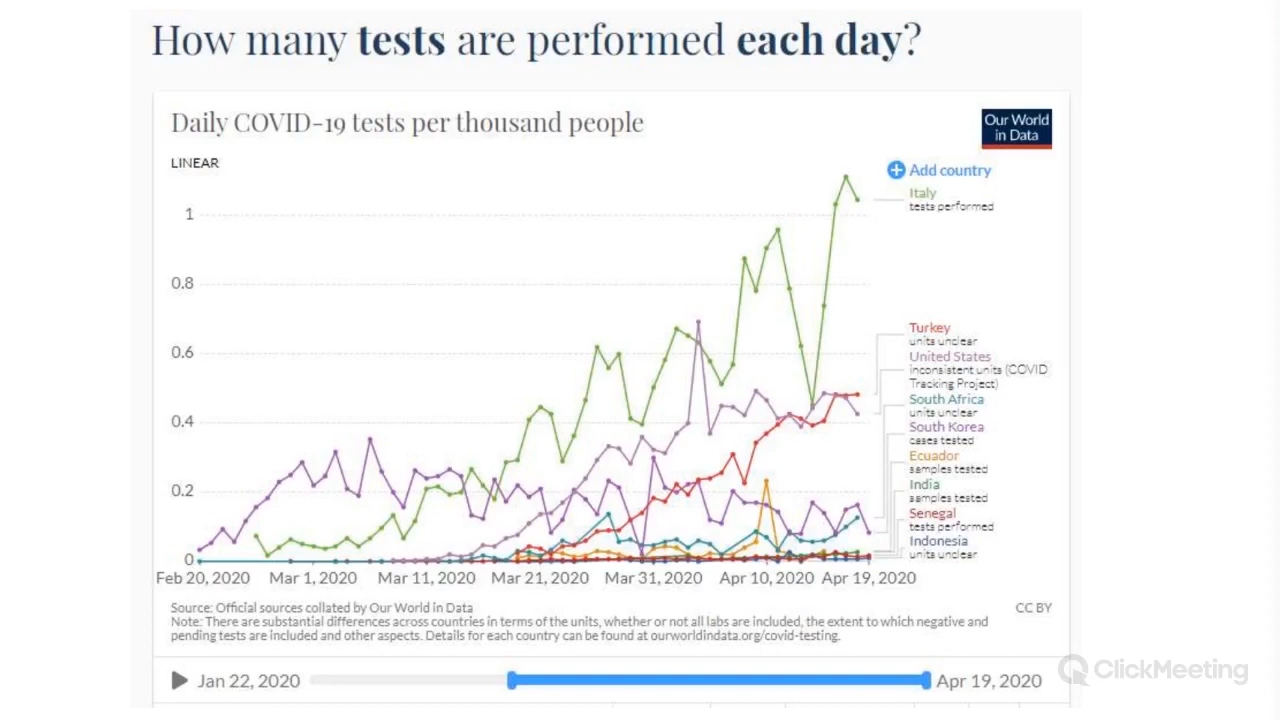 How many tests are performed each day?
Daily COVID-19 tests per thousand people
Our World
in Data
LINEAR
Add country
Italy
tests performed
1
0.8
0.6
0.4
0.2
0
Turkey
units unclear
United States
inconsistent units (COVID
Tracking Project)
South Africa
units unclear
South Korea
cases tested
Ecuador
samples tested
India
samples tested
Senegal
tests performed
Indonesia
units unclear
Feb 20, 2020 Mar 1, 2020 Mar 11, 2020 Mar 21, 2020 Mar 31, 2020 Apr 10, 2020 Apr 19, 2020
Source: Official sources collated by Our World in Data
CC BY
Note: There are substantial differences across countries in terms of the units, whether or not all labs are included, the extent to which negative and
pending tests are included and other aspects. Details for each country can be found at ourworldindata.org/covid-testing.
Jan 22, 2020
Apr 19, 2020
ClickMeeting